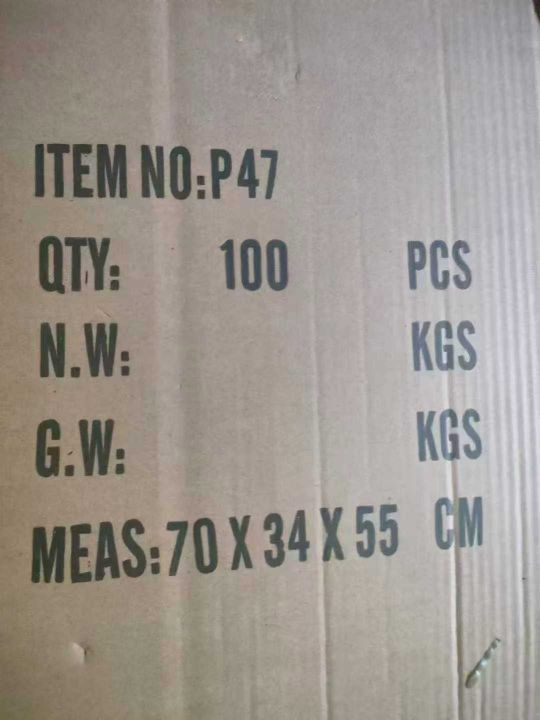 ITEM NO:P47
QTY: 100 PCS
N.W: KGS
G.W: KGS
MEAS:70 X 34 X 55 CM